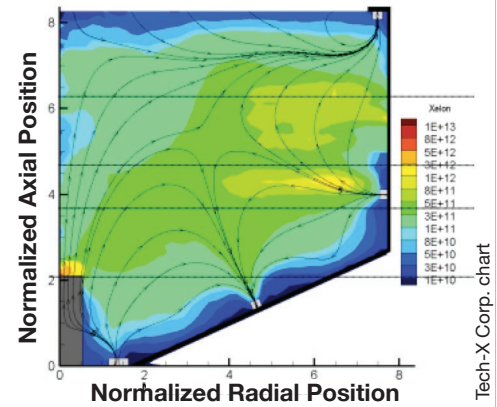 8
6
4
2
0
Normalized Axial Position
0
2
4
6
8
Normalized Radial Position
XeIon
1E+13
8E+12
5E+12
3E+12
1E+12
8E+11
5E+11
3E+11
1E+11
8E+10
5E+10
3E+10
1E+10
Tech-X Corp. chart